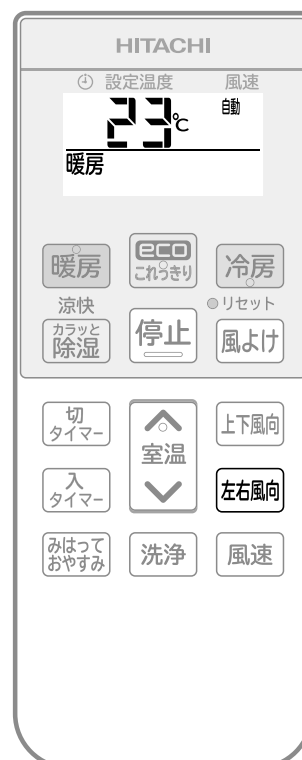 HITACHI
設定温度 風速
23℃ 自動
暖房
暖房
eco
これっきり
冷房
涼快
カラッと
除湿
停止
リセット
風よけ
切
タイマー
室温
上下風向
入
タイマー
左右風向
みはって
おやすみ
洗浄
風速